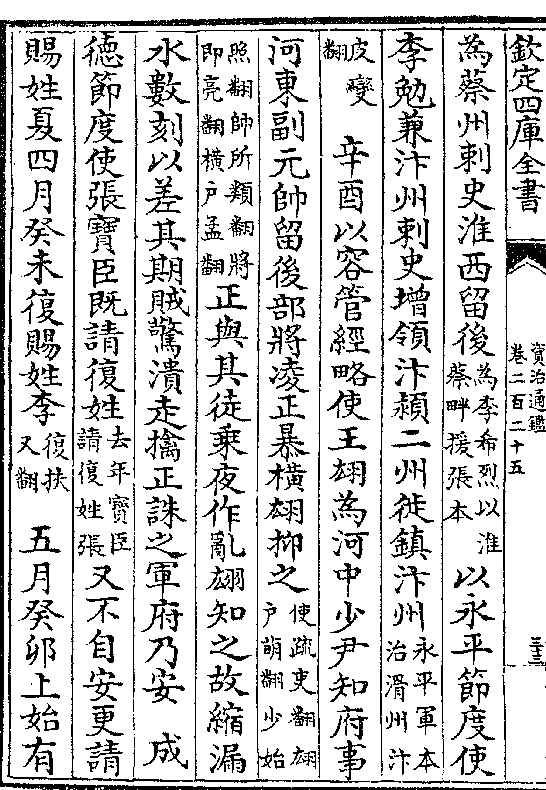 欽定四庫全書 資治通鑑 卷二百二十五 三十三
為蔡州刺史淮西留後為李希烈以淮蔡畔援張本以永平節度使
李勉兼汴州刺史增領汴潁二州徙鎮汴州永平軍本治滑州汴
皮變翻 辛酉以容管經略使王翃為河中少尹知府事
河東副元帥留後部將凌正暴橫翃抑之使疏吏翻翃户萌翻少始
照翻帥所類翻將即亮翻橫户孟翻正與其徒乗夜作亂翃知之故縮漏
水數刻以差其期賊驚潰走擒正誅之軍府乃安 成
德節度使張寶臣既請復姓去年寶臣請復姓張又不自安更請
賜姓夏四月癸未復賜姓李復扶又翻 五月癸卯上始有